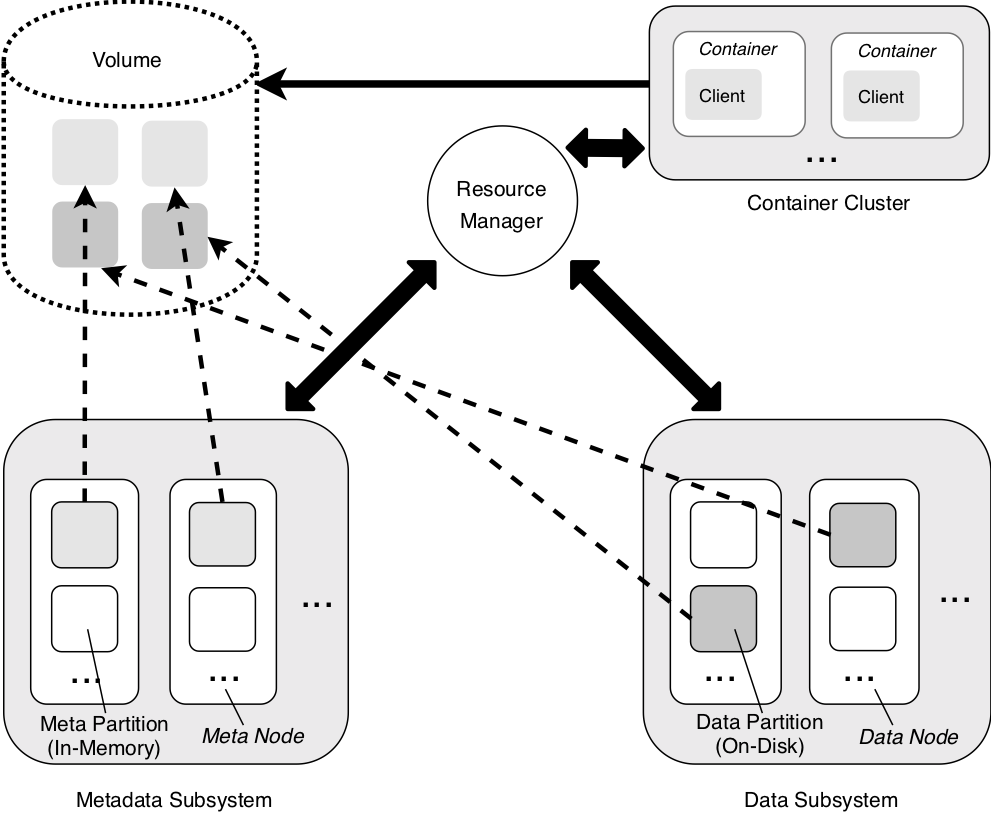 Volume
Container
Client
Container
Client
...
Container Cluster
Resource
Manager
...
...
...
Meta Partition
(In-Memory)
Meta Node
Metadata Subsystem
...
...
...
Data Partition
(On-Disk)
Data Node
Data Subsystem